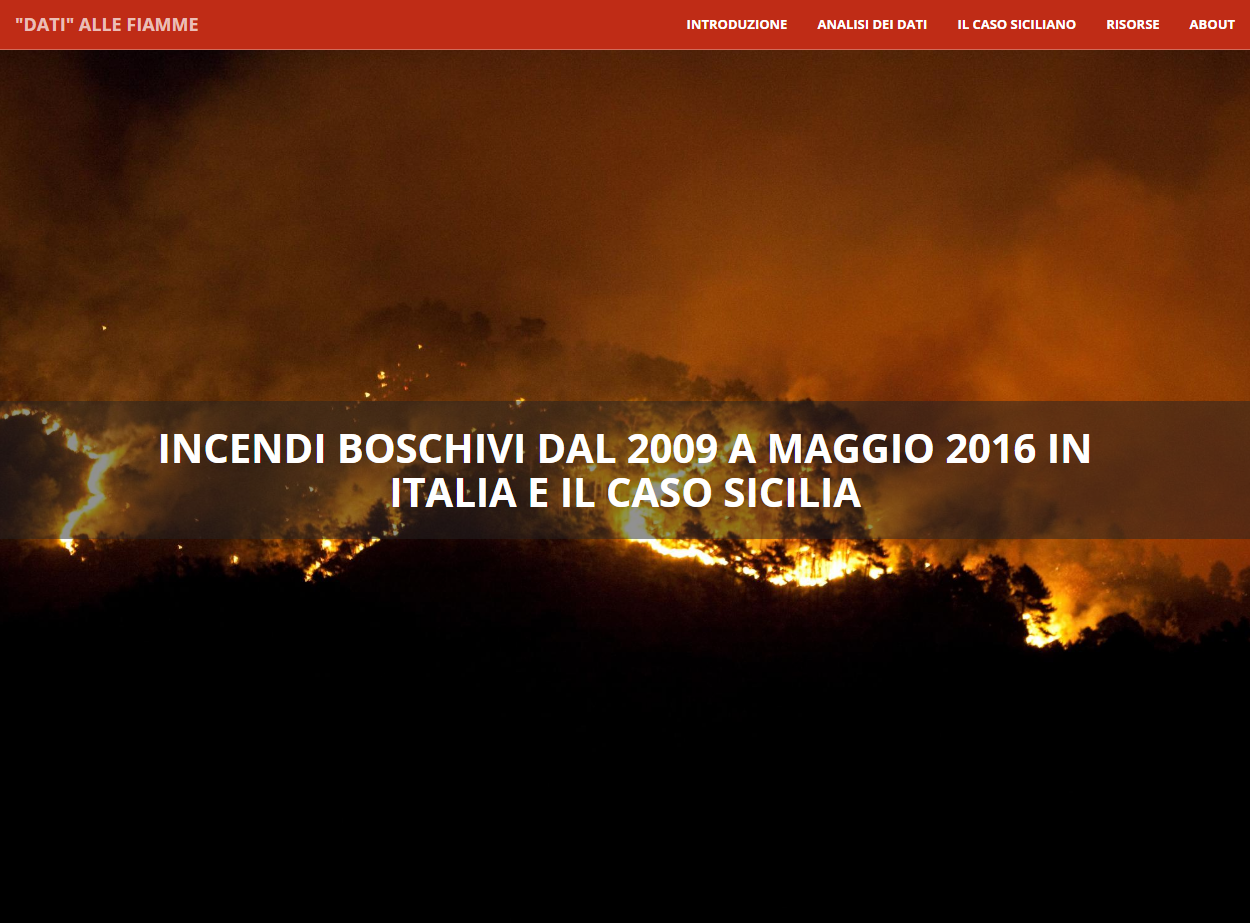 "DATI" ALLE FIAMME
INTRODUZIONE
ANALISI DEI DATI
IL CASO SICILIANO
RISORSE
ABOUT
INCENDI BOSCHIVI DAL 2009 A MAGGIO 2016 IN
ITALIA E IL CASO SICILIA